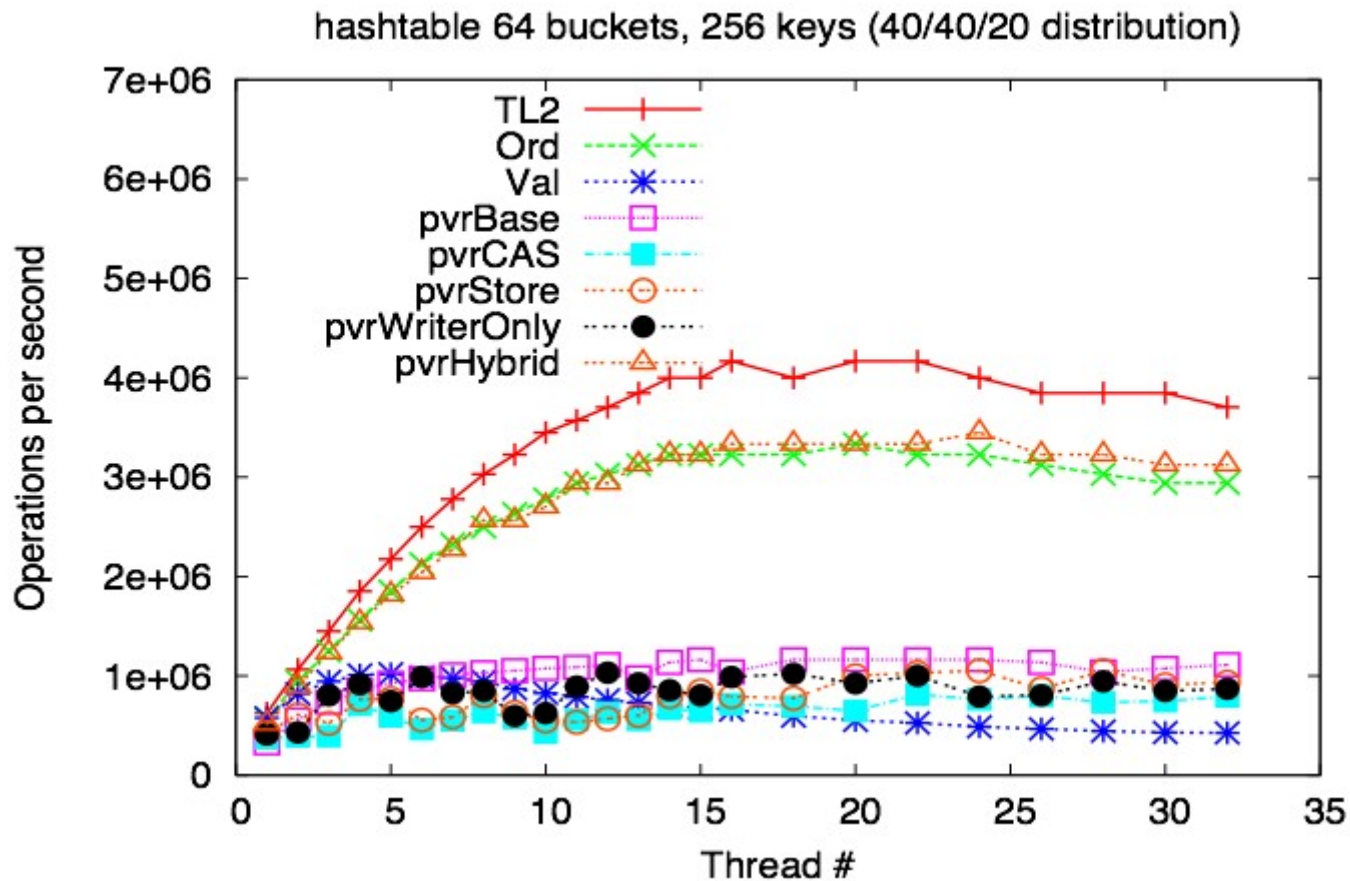 hashtable 64 buckets, 256 keys (40/40/20 distribution)
7e+06
6e+06
5e+06
4e+06
3e+06
2e+06
1e+06
0
Operations per second
TL2
Ord
Val
pvrBase
pvrCAS
pvrStore
pvrWriterOnly
pvrHybrid
0 5 10 15 20 25 30 35
Thread #